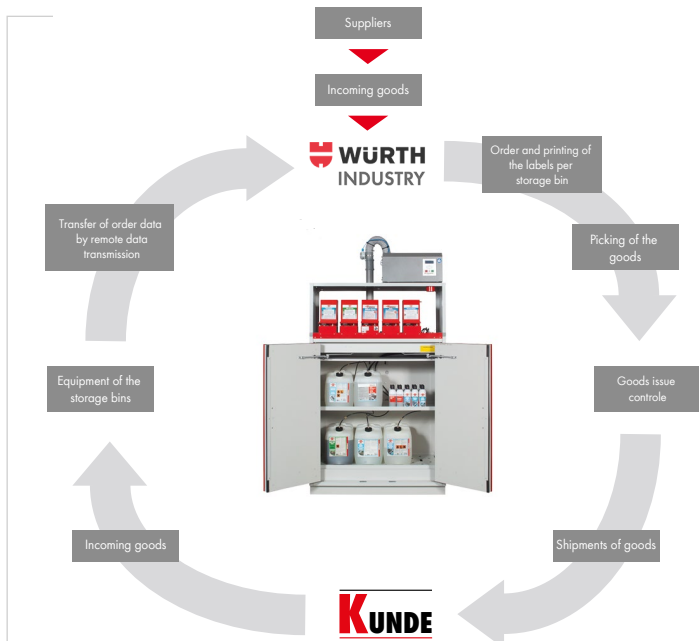 Suppliers
Incoming goods
WÜRTH
INDUSTRY
Order and printing of
the labels per
storage bin
Picking of the
goods
Goods issue
controle
Shipments of goods
KUNDE
Incoming goods
Equipment of the
storage bins
Transfer of order data
by remote data
transmission